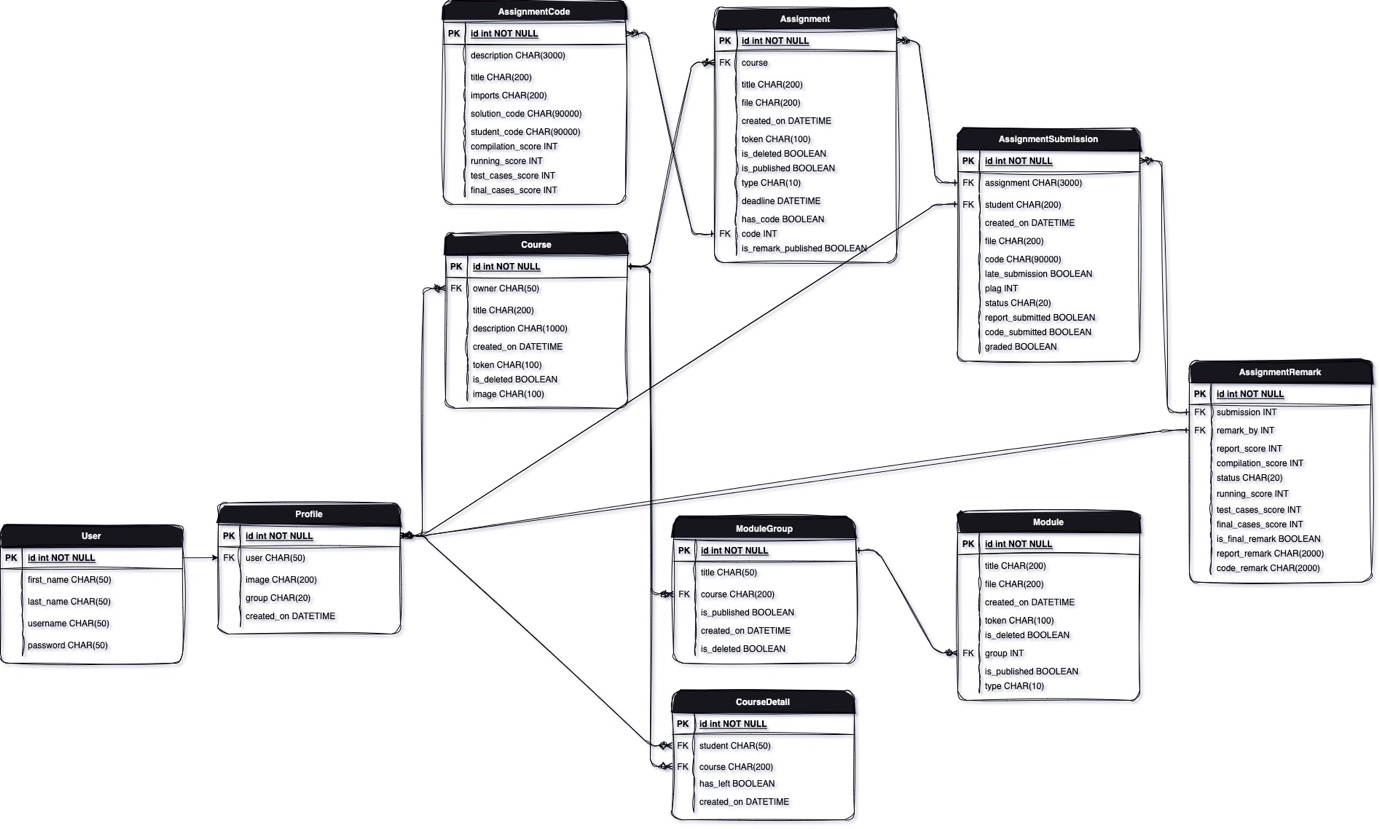 AssignmentCode
PK id int NOT NULL
description CHAR(3000)
title CHAR(200)
imports CHAR(200)
solution_code CHAR(90000)
student_code CHAR(90000)
compilation_score INT
running_score INT
test_cases_score INT
final_cases_score INT
Assignment
PK id int NOT NULL
FK course
title CHAR(200)
file CHAR(200)
created_on DATETIME
token CHAR(100)
is_deleted BOOLEAN
is_published BOOLEAN
type CHAR(10)
deadline DATETIME
has_code BOOLEAN
FK code INT
is_remark_published BOOLEAN
AssignmentSubmission
PK id int NOT NULL
FK assignment CHAR(3000)
FK student CHAR(200)
created_on DATETIME
file CHAR(200)
code CHAR(90000)
late_submission BOOLEAN
plag INT
status CHAR(20)
report_submitted BOOLEAN
code_submitted BOOLEAN
graded BOOLEAN
Course
PK id int NOT NULL
FK owner CHAR(50)
title CHAR(200)
description CHAR(1000)
created_on DATETIME
token CHAR(100)
is_deleted BOOLEAN
image CHAR(100)
AssignmentRemark
PK id int NOT NULL
FK submission INT
FK remark_by INT
report_score INT
compilation_score INT
status CHAR(20)
running_score INT
test_cases_score INT
final_cases_score INT
is_final_remark BOOLEAN
report_remark CHAR(2000)
code_remark CHAR(2000)
User
PK id int NOT NULL
first_name CHAR(50)
last_name CHAR(50)
username CHAR(50)
password CHAR(50)
Profile
PK id int NOT NULL
FK user CHAR(50)
image CHAR(200)
group CHAR(20)
created_on DATETIME
ModuleGroup
PK id int NOT NULL
title CHAR(50)
FK course CHAR(200)
is_published BOOLEAN
created_on DATETIME
is_deleted BOOLEAN
Module
PK id int NOT NULL
title CHAR(200)
file CHAR(200)
created_on DATETIME
token CHAR(100)
is_deleted BOOLEAN
FK group INT
is_published BOOLEAN
type CHAR(10)
CourseDetail
PK id int NOT NULL
FK student CHAR(50)
FK course CHAR(200)
has_left BOOLEAN
created_on DATETIME